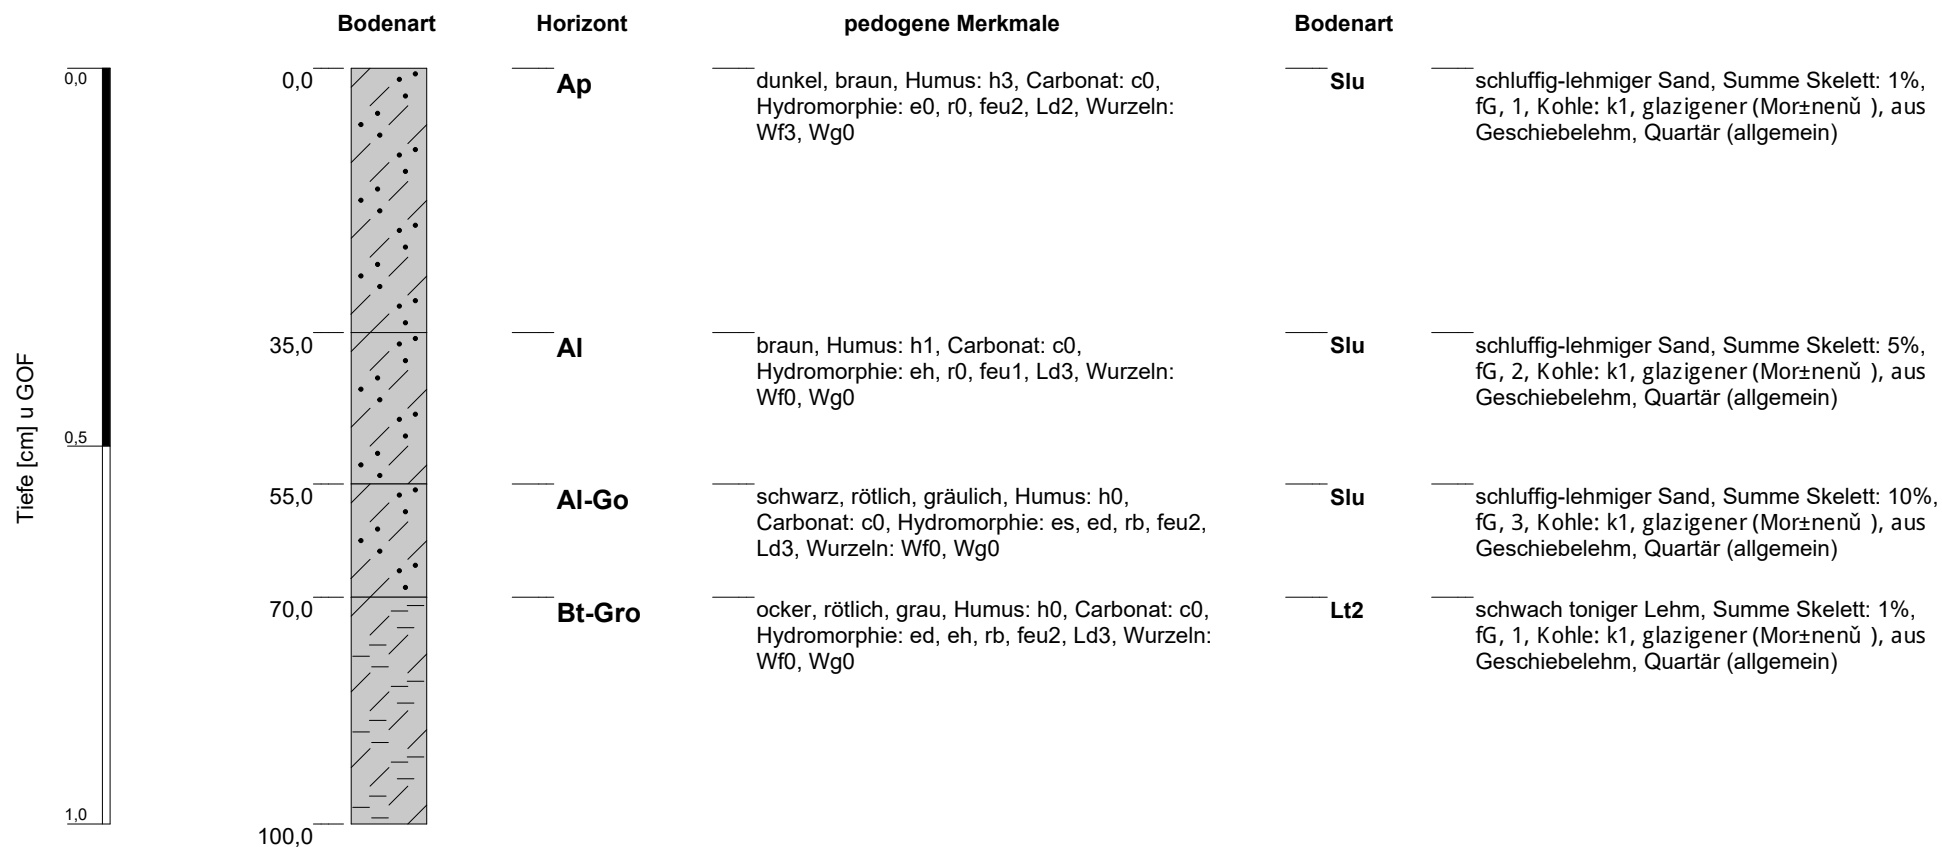 Bodenart Horizont pedogene Merkmale Bodenart
Tiefe [cm] u GOF
0,0
0,5
1,0
0,0
Ap
dunkel, braun, Humus: h3, Carbonat: c0,
Hydromorphie: e0, r0, feu2, Ld2, Wurzeln:
Wf3, Wg0
Slu
schluffig-lehmiger Sand, Summe Skelett: 1%,
fG, 1, Kohle: k1, glazigener (Mor±nenǔ ), aus
Geschiebelehm, Quartär (allgemein)
35,0
Al
braun, Humus: h1, Carbonat: c0,
Hydromorphie: eh, r0, feu1, Ld3, Wurzeln:
Wf0, Wg0
Slu
schluffig-lehmiger Sand, Summe Skelett: 5%,
fG, 2, Kohle: k1, glazigener (Mor±nenǔ ), aus
Geschiebelehm, Quartär (allgemein)
55,0
Al-Go
schwarz, rötlich, gräulich, Humus: h0,
Carbonat: c0, Hydromorphie: es, ed, rb, feu2,
Ld3, Wurzeln: Wf0, Wg0
Slu
schluffig-lehmiger Sand, Summe Skelett: 10%,
fG, 3, Kohle: k1, glazigener (Mor±nenǔ ), aus
Geschiebelehm, Quartär (allgemein)
70,0
Bt-Gro
ocker, rötlich, grau, Humus: h0, Carbonat: c0,
Hydromorphie: ed, eh, rb, feu2, Ld3, Wurzeln:
Wf0, Wg0
Lt2
schwach toniger Lehm, Summe Skelett: 1%,
fG, 1, Kohle: k1, glazigener (Mor±nenǔ ), aus
Geschiebelehm, Quartär (allgemein)
100,0